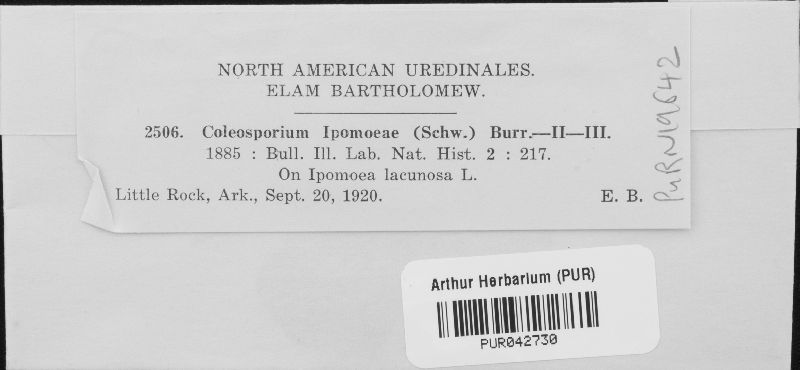 NORTH AMERICAN UREDINALES.
ELAM BARTHOLOMEW.
2506. Coleosporium Ipomoeae (Schw.) Burr.—II—III.
1885 : Bull. Ill. Lab. Nat. Hist. 2 : 217.
On Ipomoea lacunosa L.
Little Rock, Ark., Sept. 20, 1920. E. B.
PURN19642
Arthur Herbarium (PUR)
PUR042730